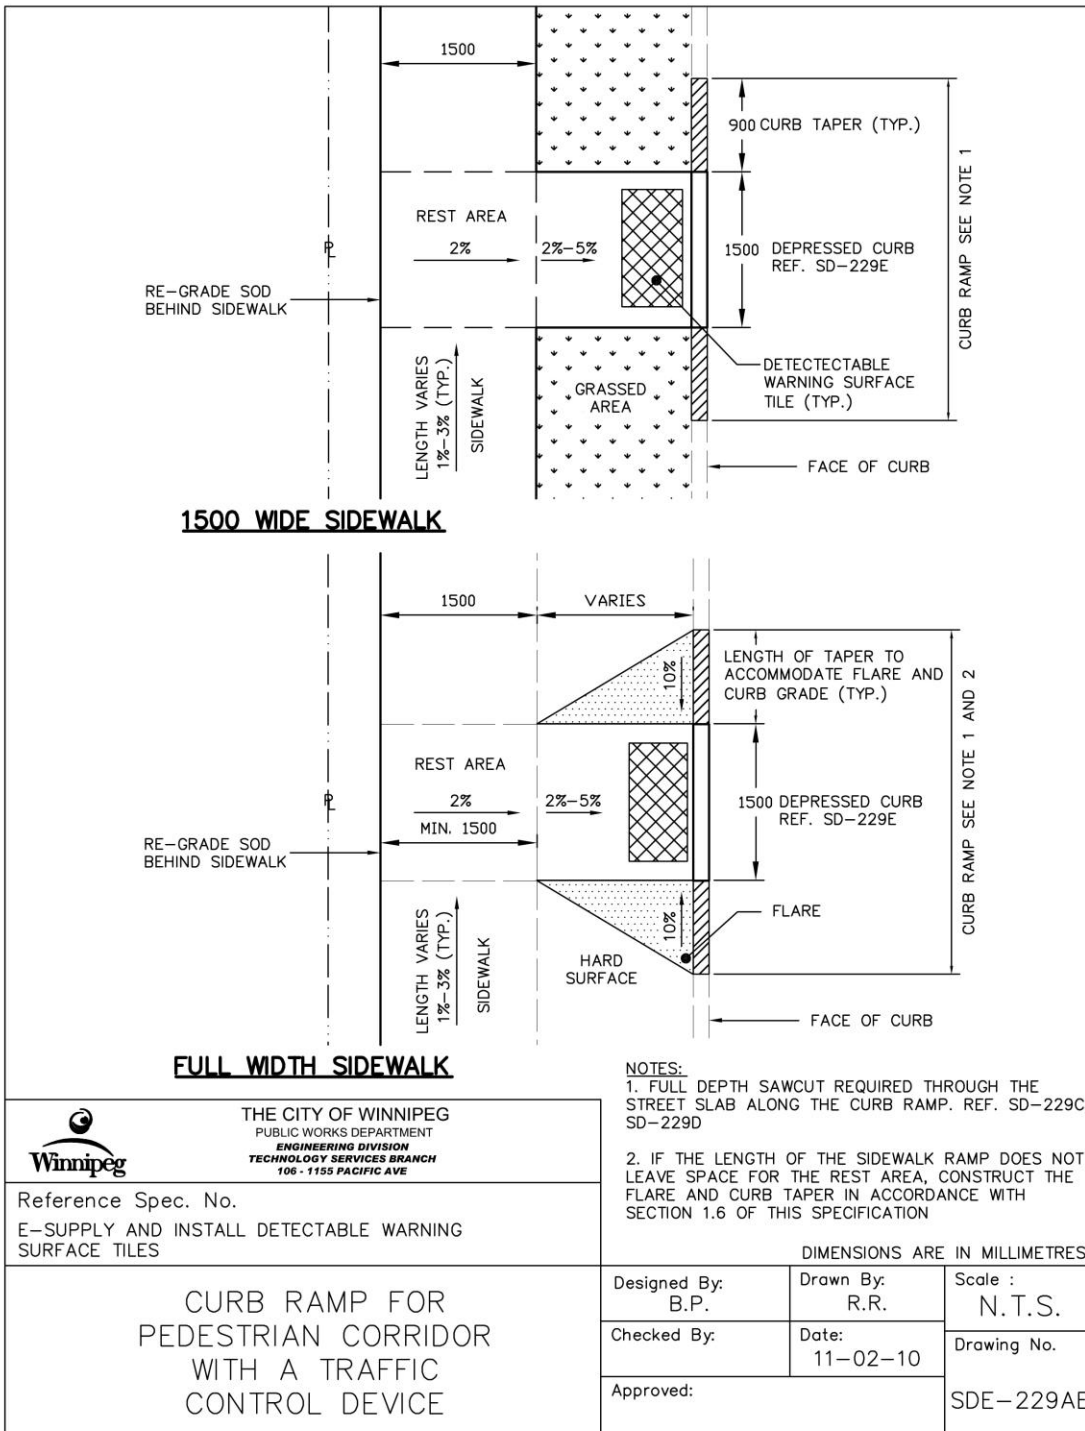 1500
900 CURB TAPER (TYP.)
REST AREA
2%
2%-5%
1500 DEPRESSED CURB
REF. SD-229E
CURB RAMP SEE NOTE 1
PL
RE-GRADE SOD
BEHIND SIDEWALK
LENGTH VARIES
1%-3% (TYP.)
SIDEWALK
GRASSED
AREA
DETECTECTABLE
WARNING SURFACE
TILE (TYP.)
FACE OF CURB
1500 WIDE SIDEWALK
1500
VARIES
10%
LENGTH OF TAPER TO
ACCOMMODATE FLARE AND
CURB GRADE (TYP.)
REST AREA
2%
2%-5%
MIN. 1500
1500 DEPRESSED CURB
REF. SD-229E
CURB RAMP SEE NOTE 1 AND 2
PL
RE-GRADE SOD
BEHIND SIDEWALK
LENGTH VARIES
1%-3% (TYP.)
SIDEWALK
10%
FLARE
HARD
SURFACE
FACE OF CURB
FULL WIDTH SIDEWALK
NOTES:
1. FULL DEPTH SAWCUT REQUIRED THROUGH THE
STREET SLAB ALONG THE CURB RAMP. REF. SD-229C
SD-229D
2. IF THE LENGTH OF THE SIDEWALK RAMP DOES NOT
LEAVE SPACE FOR THE REST AREA, CONSTRUCT THE
FLARE AND CURB TAPER IN ACCORDANCE WITH
SECTION 1.6 OF THIS SPECIFICATION
DIMENSIONS ARE IN MILLIMETRES
Winnipeg
THE CITY OF WINNIPEG
PUBLIC WORKS DEPARTMENT
ENGINEERING DIVISION
TECHNOLOGY SERVICES BRANCH
106 - 1155 PACIFIC AVE
Reference Spec. No.
E-SUPPLY AND INSTALL DETECTABLE WARNING
SURFACE TILES
CURB RAMP FOR
PEDESTRIAN CORRIDOR
WITH A TRAFFIC
CONTROL DEVICE
Designed By:
B.P.
Drawn By:
R.R.
Scale :
N.T.S.
Checked By:
Date:
11-02-10
Drawing No.
SDE-229AE
Approved: